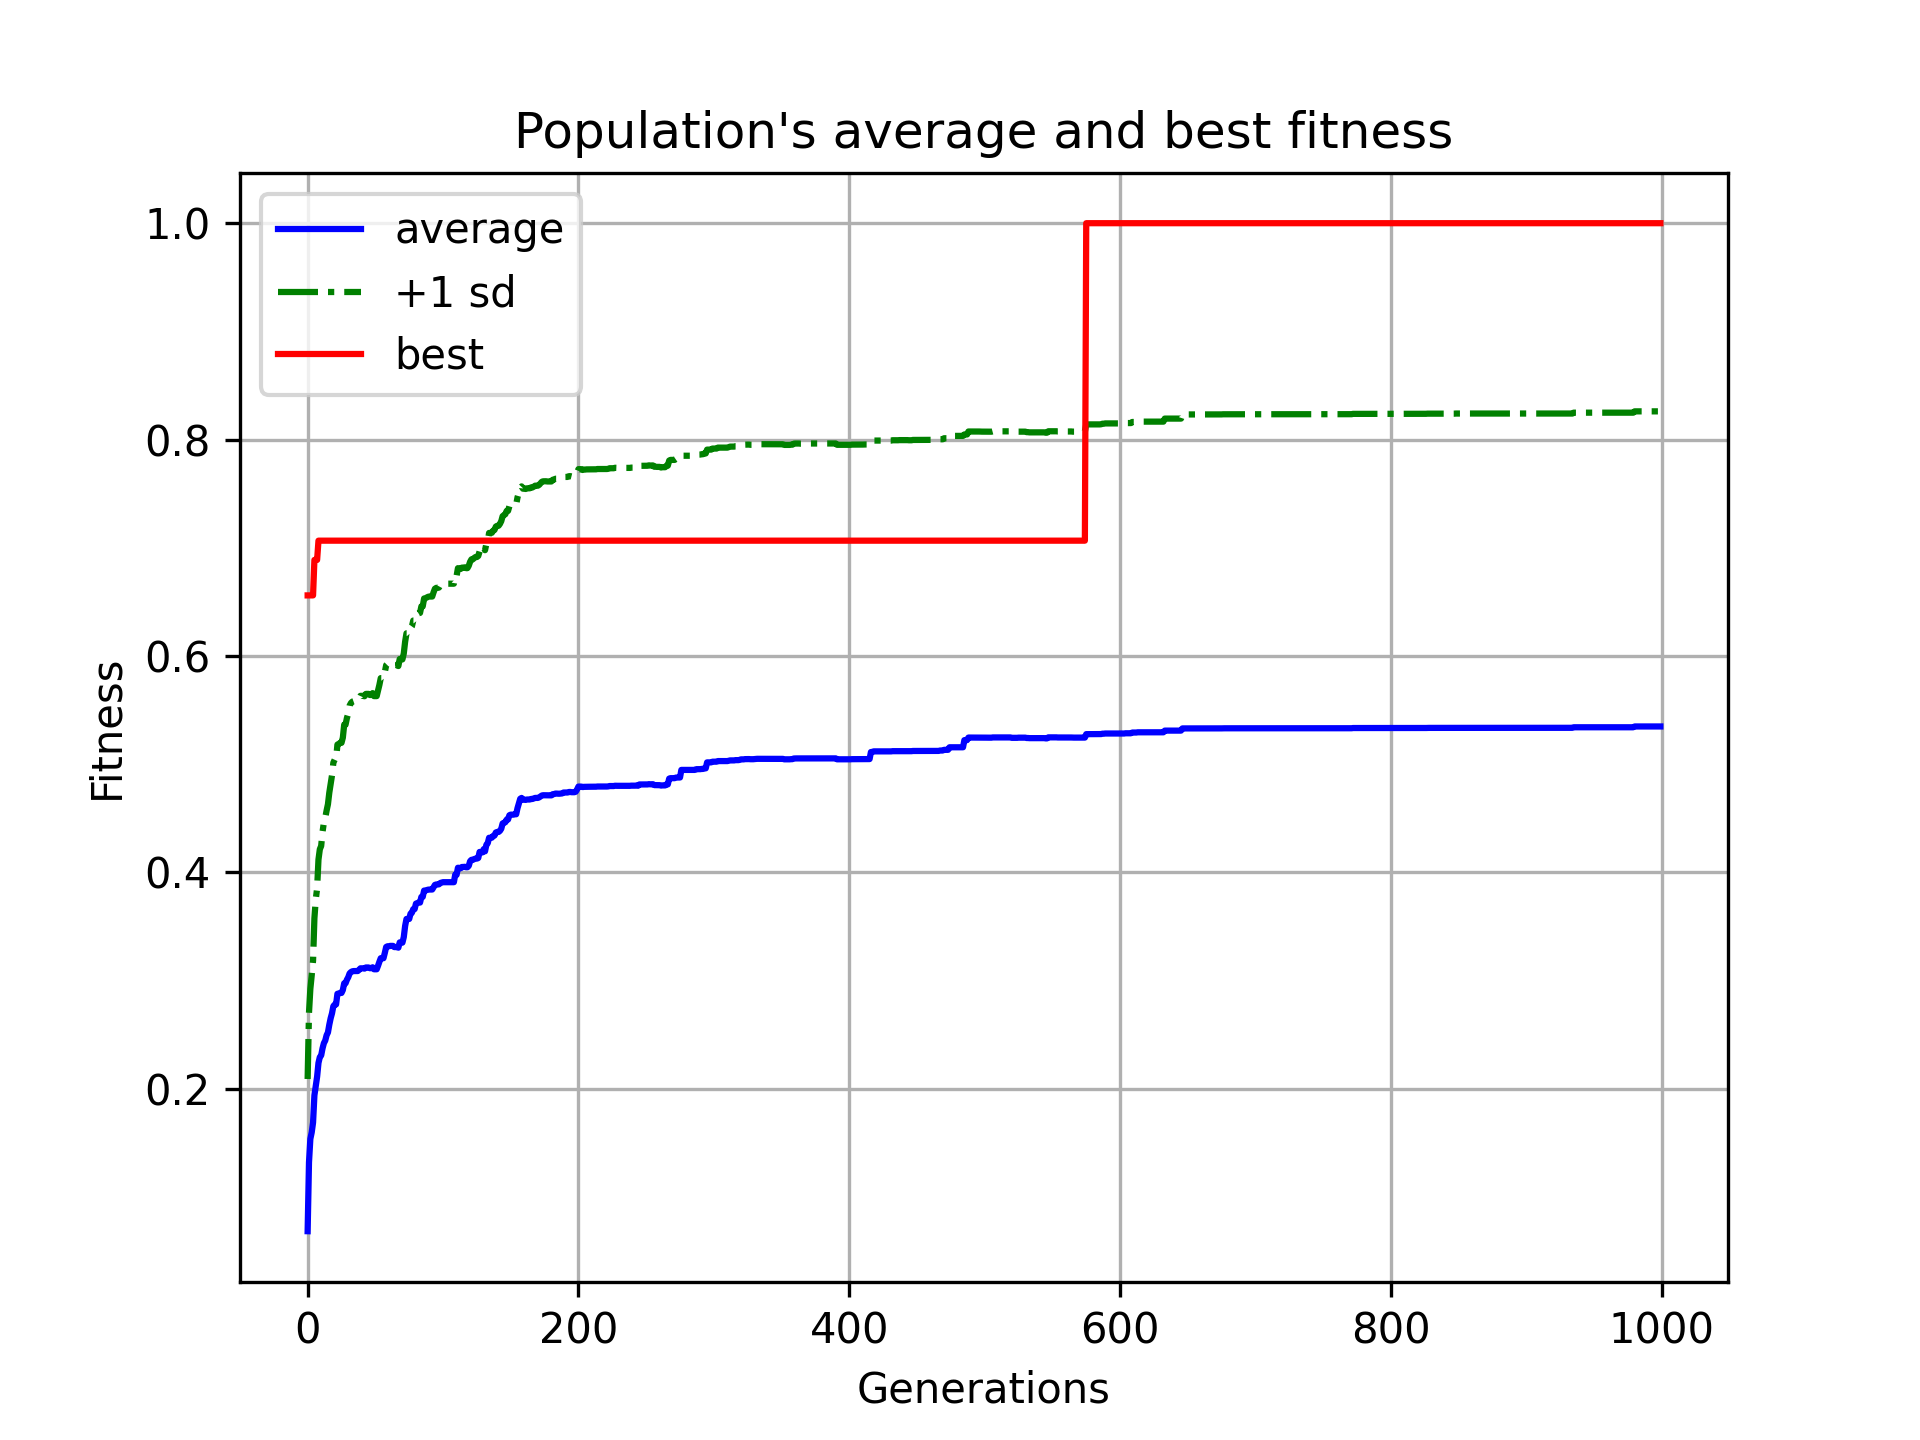 Population's average and best fitness
average
+1 sd
best
Fitness
1.0
0.8
0.6
0.4
0.2
0 200 400 600 800 1000
Generations